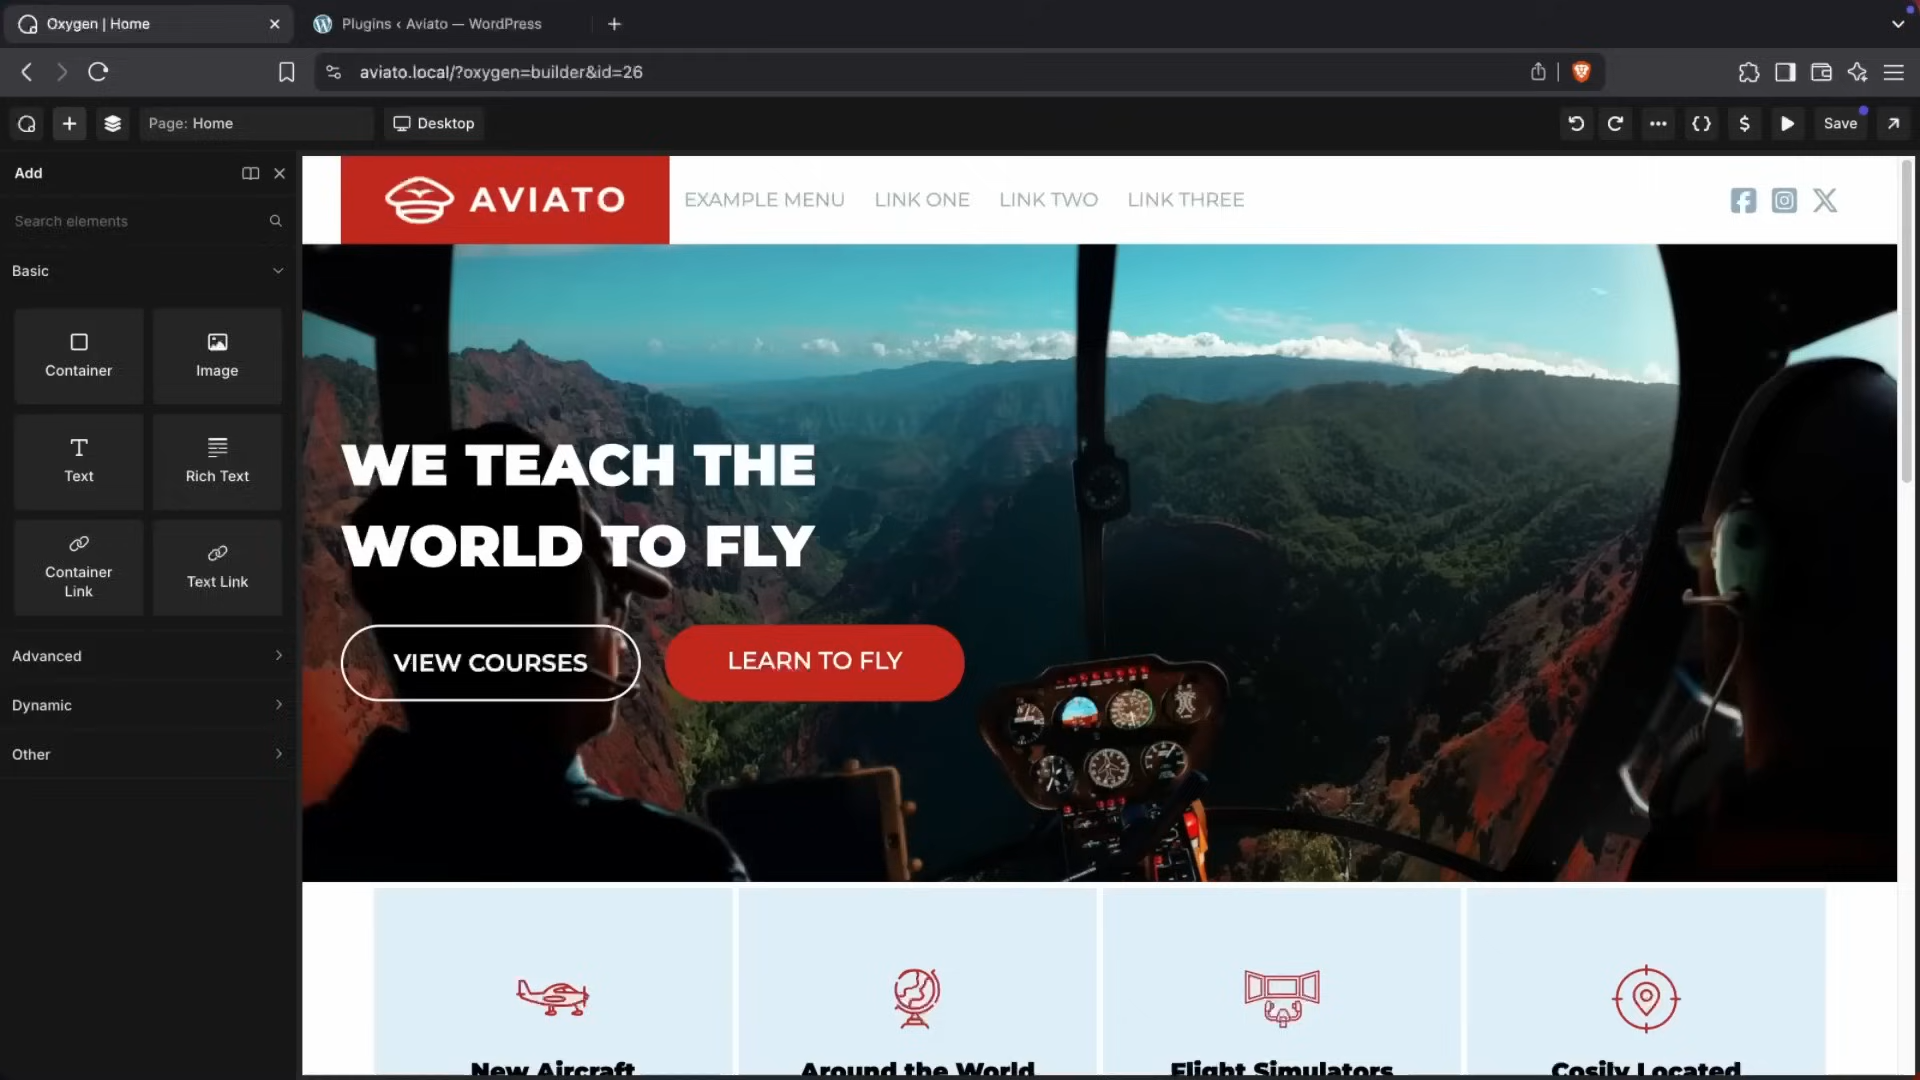 Oxygen | Home
Plugins ‹ Aviato — WordPress
aviato.local/?oxygen=builder&id=26
Page: Home
Desktop
Save
Add
Search elements
Basic
Container
Image
Text
Rich Text
Container
Link
Text Link
Advanced
Dynamic
Other
AVIATO
EXAMPLE MENU
LINK ONE
LINK TWO
LINK THREE
WE TEACH THE
WORLD TO FLY
VIEW COURSES
LEARN TO FLY
New Aircraft
Around the World
Flight Simulators
Cosily Located